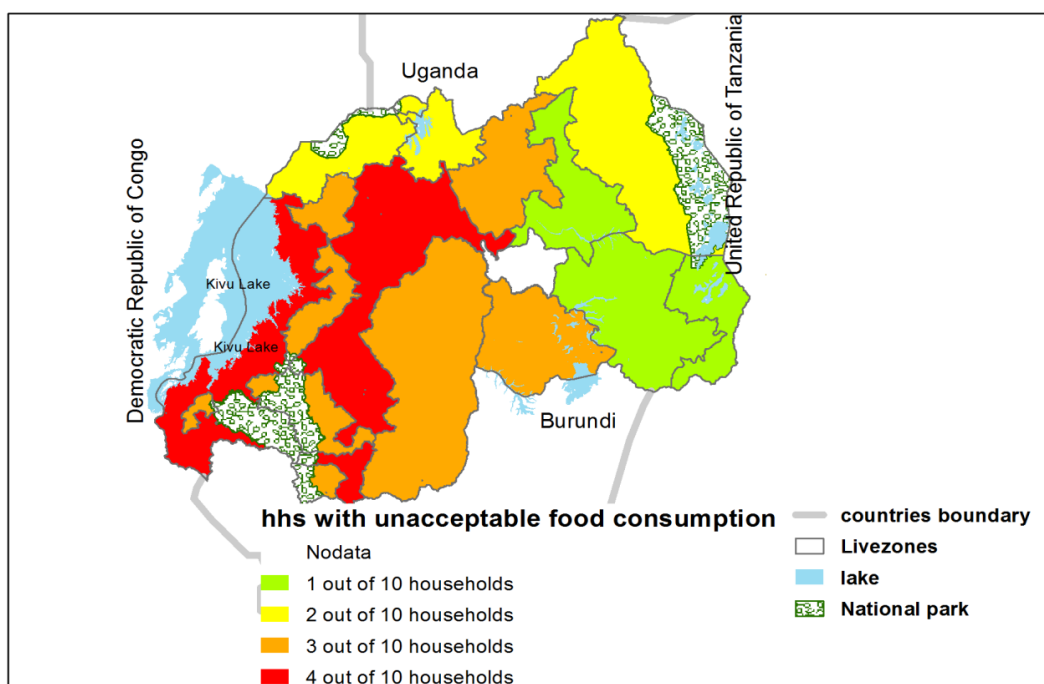 Uganda
United Republic of Tanzania
Democratic Republic of Congo
Kivu Lake
Kivu Lake
Burundi
hhs with unacceptable food consumption
Nodata
1 out of 10 households
2 out of 10 households
3 out of 10 households
4 out of 10 households
countries boundary
Livezones
lake
National park